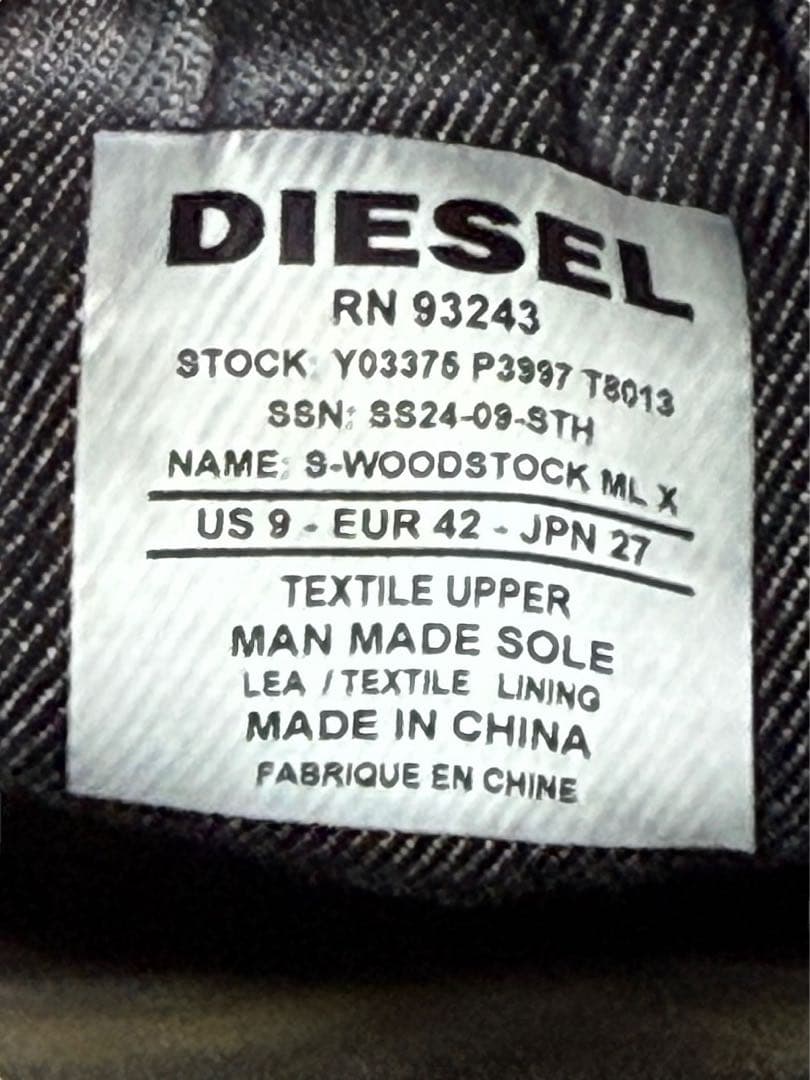 DIESEL
RN 93243
STOCK: Y03375 P3997 T8013
SSN: SS24-09-STH
NAME: S-WOODSTOCK ML X
US 9 - EUR 42 - JPN 27
TEXTILE UPPER
MAN MADE SOLE
LEA / TEXTILE LINING
MADE IN CHINA
FABRIQUE EN CHINE